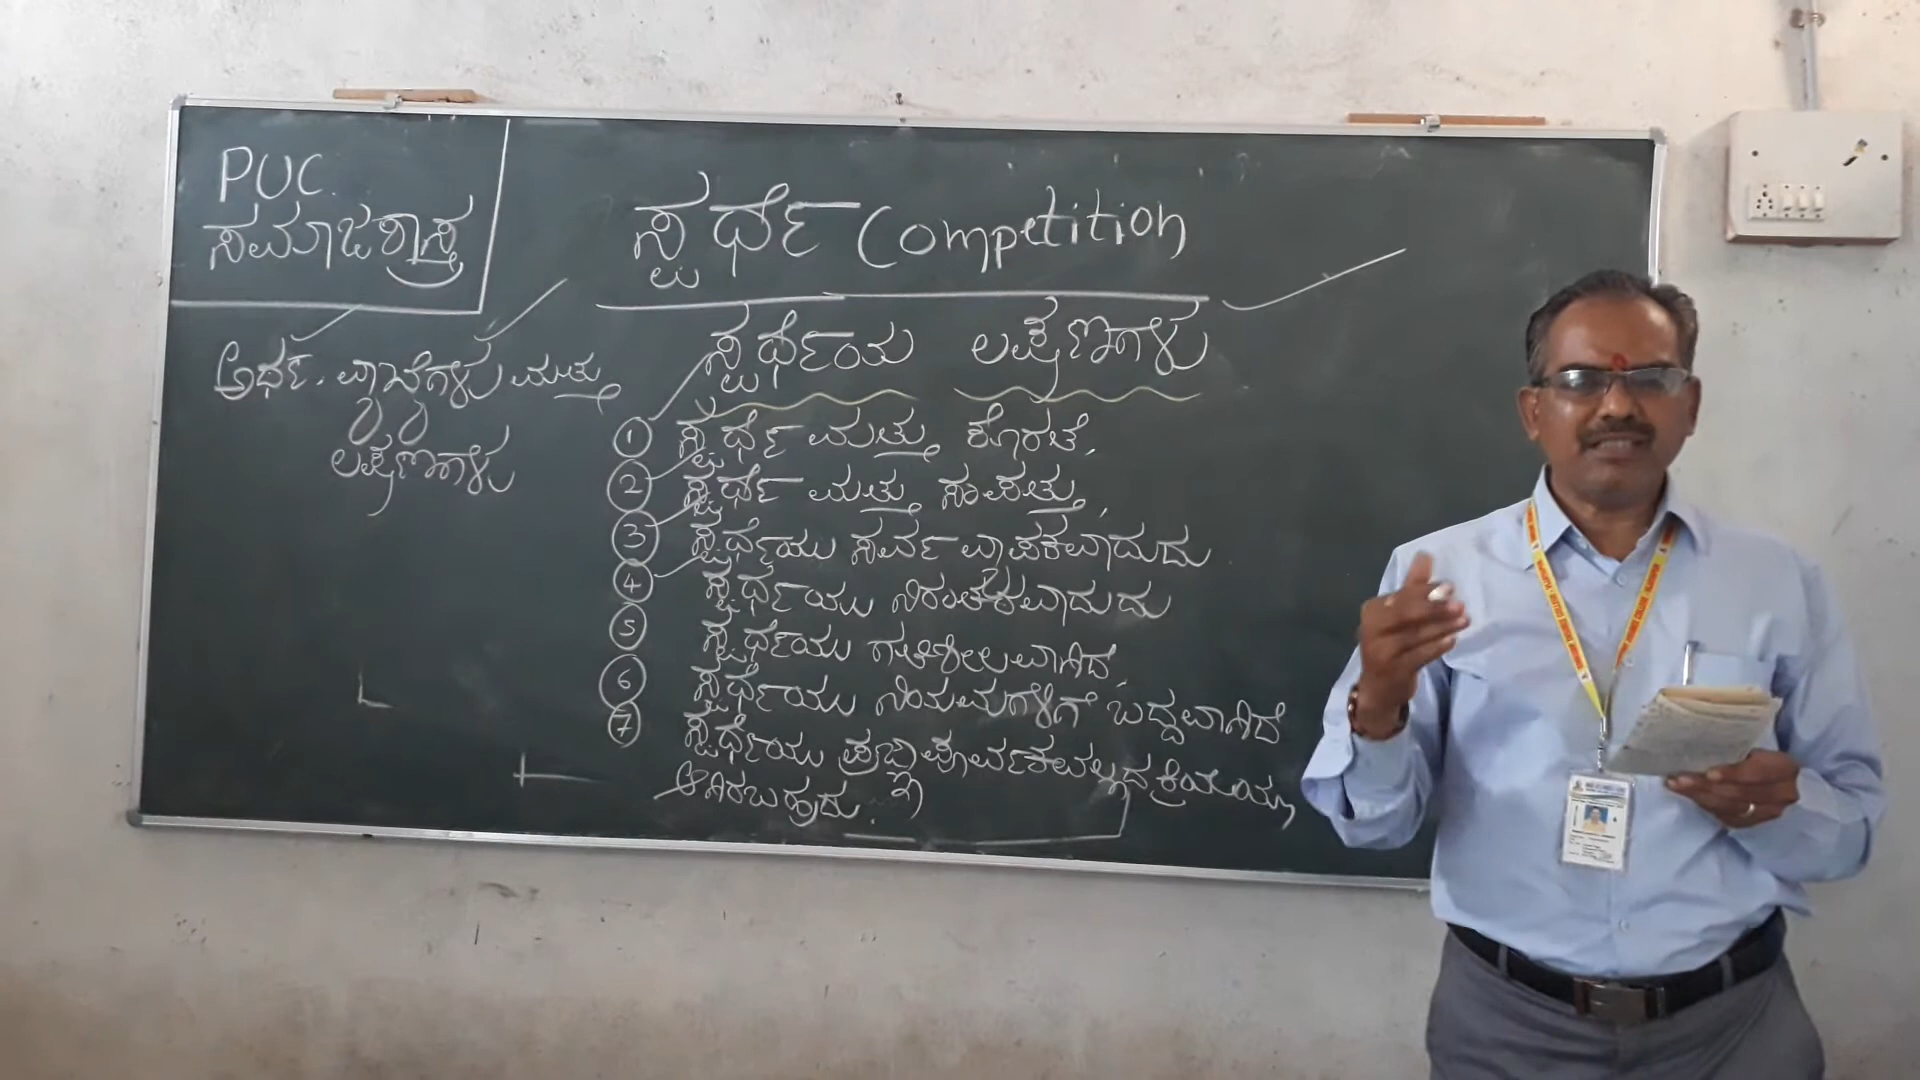 PUC.
ಸಮಾಜಶಾಸ್ತ್ರ
ಸ್ಪರ್ಧೆ Competition
ಅರ್ಥ. ವ್ಯಾಖ್ಯೆಗಳು ಮತ್ತು
ಲಕ್ಷಣಗಳು
ಸ್ಪರ್ಧೆಯ ಲಕ್ಷಣಗಳು
1 ಸ್ಪರ್ಧೆ ಮತ್ತು ಕೊರತೆ.
2 ಸ್ಪರ್ಧೆ ಮತ್ತು ಸಂಪತ್ತು.
3 ಸ್ಪರ್ಧೆಯು ಸರ್ವವ್ಯಾಪಕವಾದುದು
4 ಸ್ಪರ್ಧೆಯು ನಿರಂತರವಾದುದು
5 ಸ್ಪರ್ಧೆಯು ಗತಿಶೀಲವಾಗಿದೆ.
6 ಸ್ಪರ್ಧೆಯು ನಿಯಮಗಳಿಗೆ ಬದ್ದವಾಗಿದೆ
7 ಸ್ಪರ್ಧೆಯು ಪ್ರಜ್ಞಾಪೂರ್ವಕವಲ್ಲದ ಕ್ರಿಯೆಯೂ
ಆಗಿರಬಹುದು.